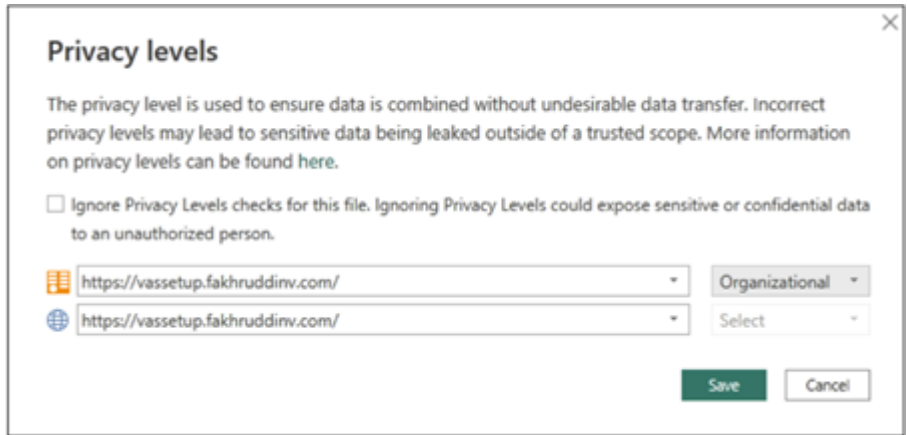 Privacy levels
The privacy level is used to ensure data is combined without undesirable data transfer. Incorrect
privacy levels may lead to sensitive data being leaked outside of a trusted scope. More information
on privacy levels can be found here.
Ignore Privacy Levels checks for this file. Ignoring Privacy Levels could expose sensitive or confidential data
to an unauthorized person.
https://vassetup.fakhruddinv.com/ Organizational
https://vassetup.fakhruddinv.com/ Select
Save Cancel